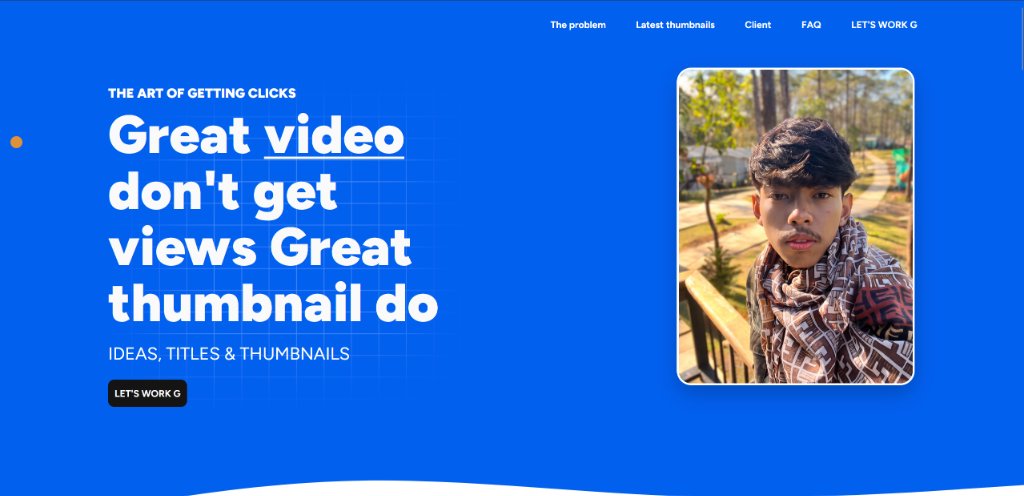 The problem
Latest thumbnails
Client
FAQ
LET'S WORK G
THE ART OF GETTING CLICKS
Great video
don't get
views Great
thumbnail do
IDEAS, TITLES & THUMBNAILS
LET'S WORK G